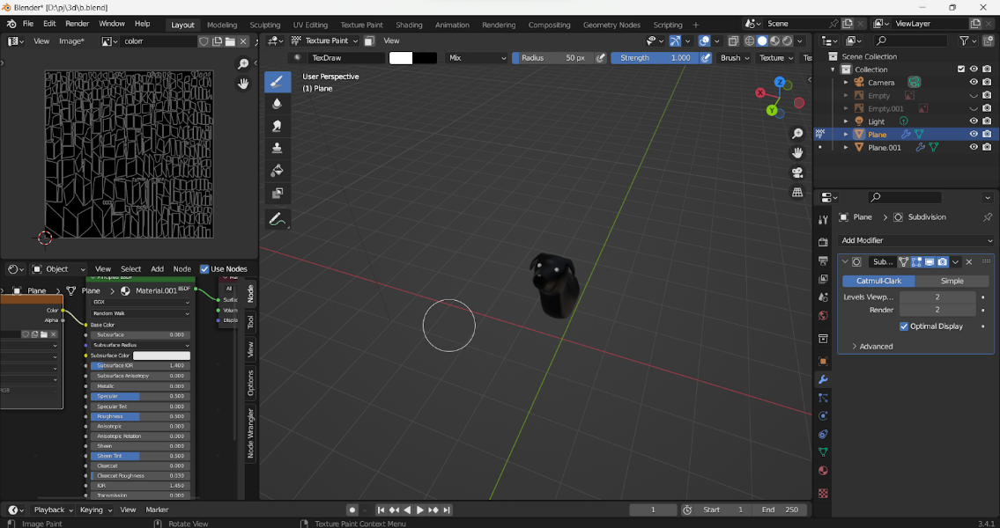 Blender* [D:\pj\3d\b.blend]
File Edit Render Window Help Layout Modeling Sculpting UV Editing Texture Paint Shading Animation Rendering Compositing Geometry Nodes Scripting + Scene ViewLayer
View Image* color Texture Paint View
TexDraw Mix Radius 50 px Strength 1.000 Brush Texture Te
User Perspective
(1) Plane
X Y Z
Scene Collection
Collection
Camera
Empty
Empty.001
Light
Plane
Plane.001
Plane Subdivision
Add Modifier
Sub...
Catmull-Clark Simple
Levels Viewp... 2
Render 2
Optimal Display
Advanced
Object View Select Add Node Use Nodes
Plane Plane Material.001 BSDF
All
Color
Alpha
GGX
Random Walk
Base Color
Subsurface 0.000
Subsurface Radius
Subsurface Color
Subsurface IOR 1.400
Subsurface Anisotropy 0.000
Metallic 0.000
Specular 0.500
Specular Tint 0.000
Roughness 0.500
Anisotropic 0.000
Anisotropic Rotation 0.000
Sheen 0.000
Sheen Tint 0.500
Clearcoat 0.000
Clearcoat Roughness 0.030
IOR 1.450
Transmission 0.000
Surfac
Volum
Displa
Node
Tool
View
Options
Node Wrangler
Playback Keying View Marker 1 Start 1 End 250
Image Paint Rotate View Texture Paint Context Menu 3.4.1